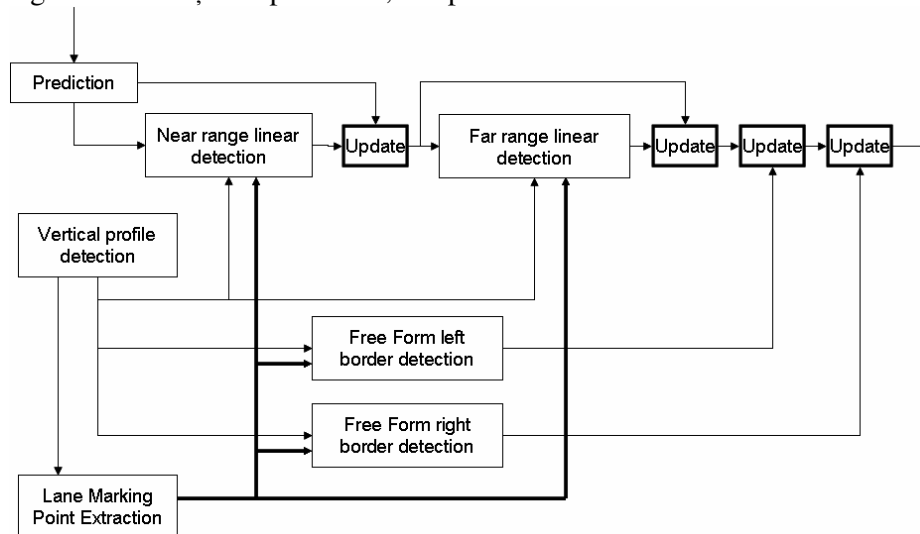 Prediction
Near range linear
detection
Update
Far range linear
detection
Update
Update
Update
Vertical profile
detection
Free Form left
border detection
Free Form right
border detection
Lane Marking
Point Extraction